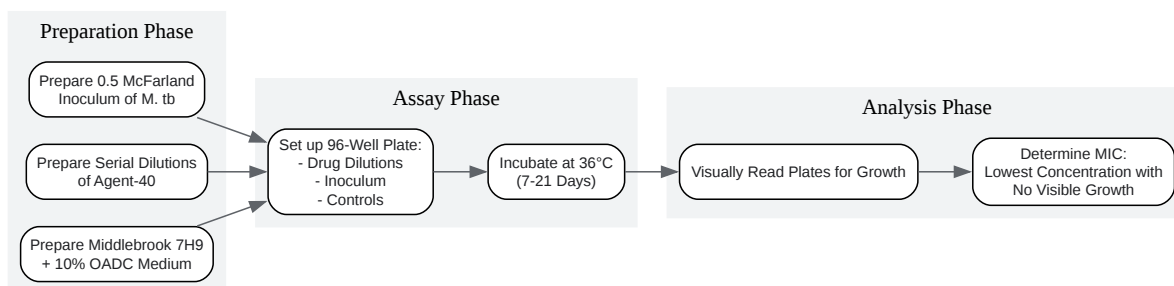 Preparation Phase
Prepare 0.5 McFarland
Inoculum of M. tb
Prepare Serial Dilutions
of Agent-40
Prepare Middlebrook 7H9
+ 10% OADC Medium
Assay Phase
Set up 96-Well Plate:
- Drug Dilutions
- Inoculum
- Controls
Incubate at 36°C
(7-21 Days)
Analysis Phase
Visually Read Plates for Growth
Determine MIC:
Lowest Concentration with
No Visible Growth